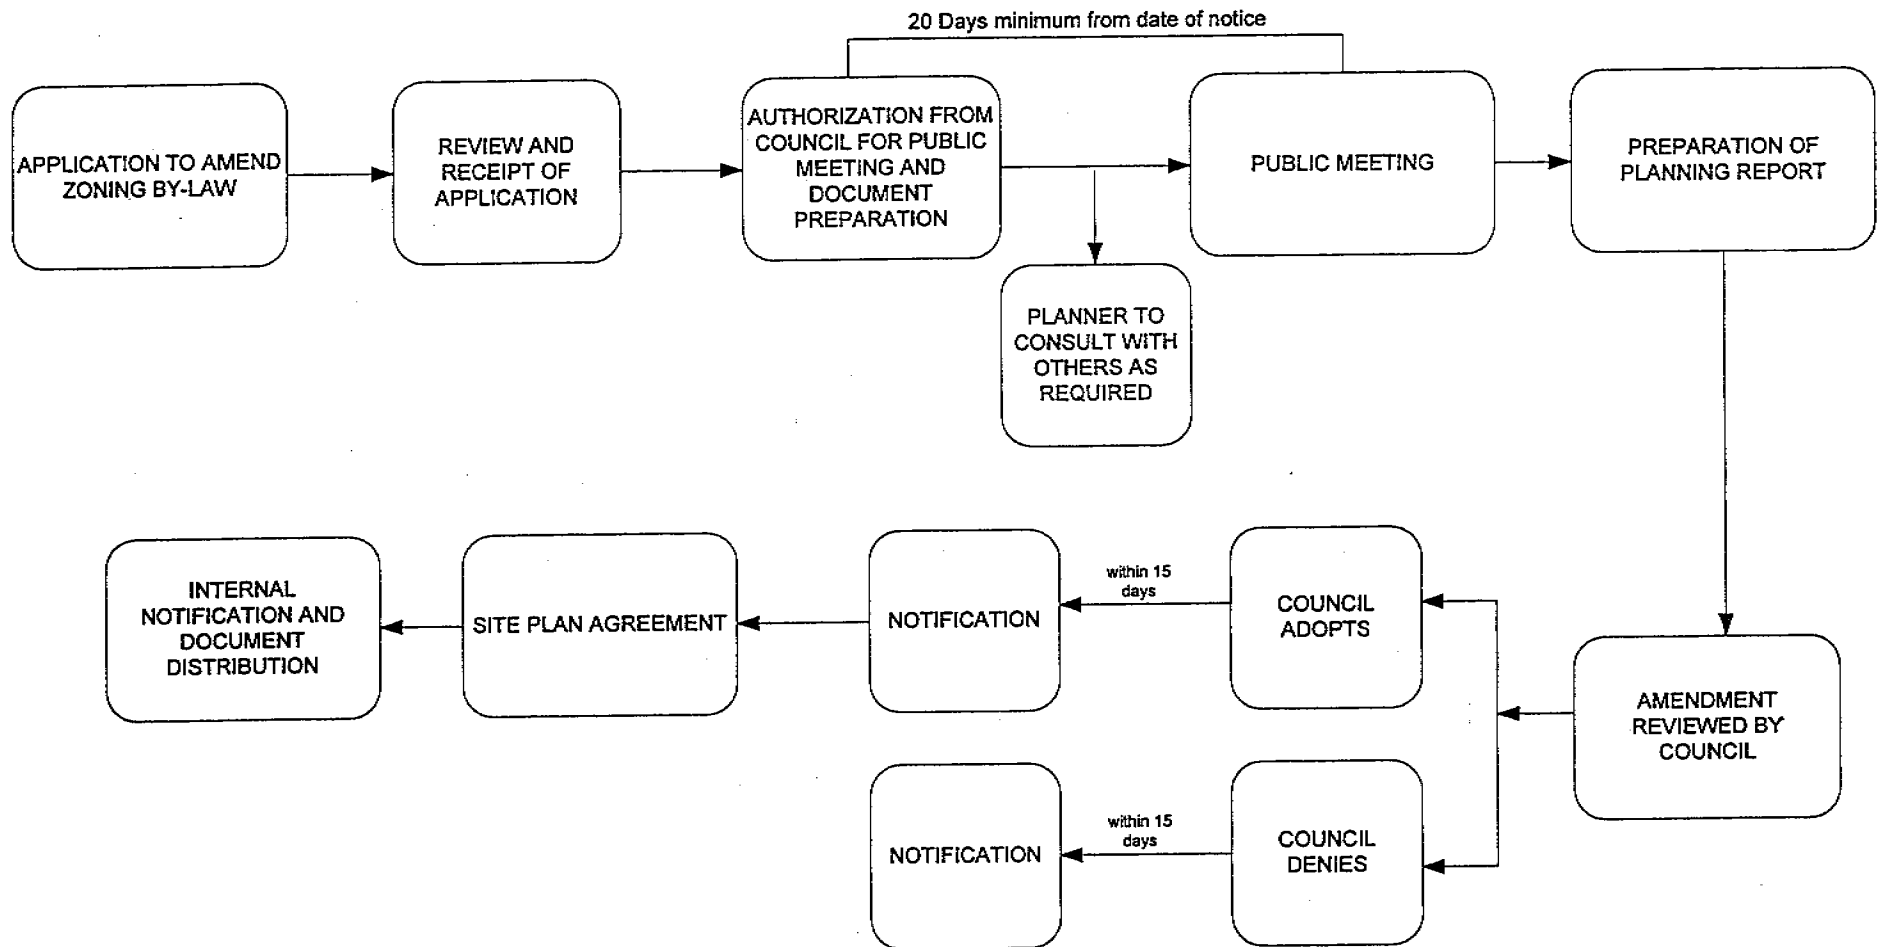 20 Days minimum from date of notice
APPLICATION TO AMEND
ZONING BY-LAW
REVIEW AND
RECEIPT OF
APPLICATION
AUTHORIZATION FROM
COUNCIL FOR PUBLIC
MEETING AND
DOCUMENT
PREPARATION
PUBLIC MEETING
PREPARATION OF
PLANNING REPORT
PLANNER TO
CONSULT WITH
OTHERS AS
REQUIRED
AMENDMENT
REVIEWED BY
COUNCIL
COUNCIL
ADOPTS
within 15
days
NOTIFICATION
SITE PLAN AGREEMENT
INTERNAL
NOTIFICATION AND
DOCUMENT
DISTRIBUTION
COUNCIL
DENIES
within 15
days
NOTIFICATION